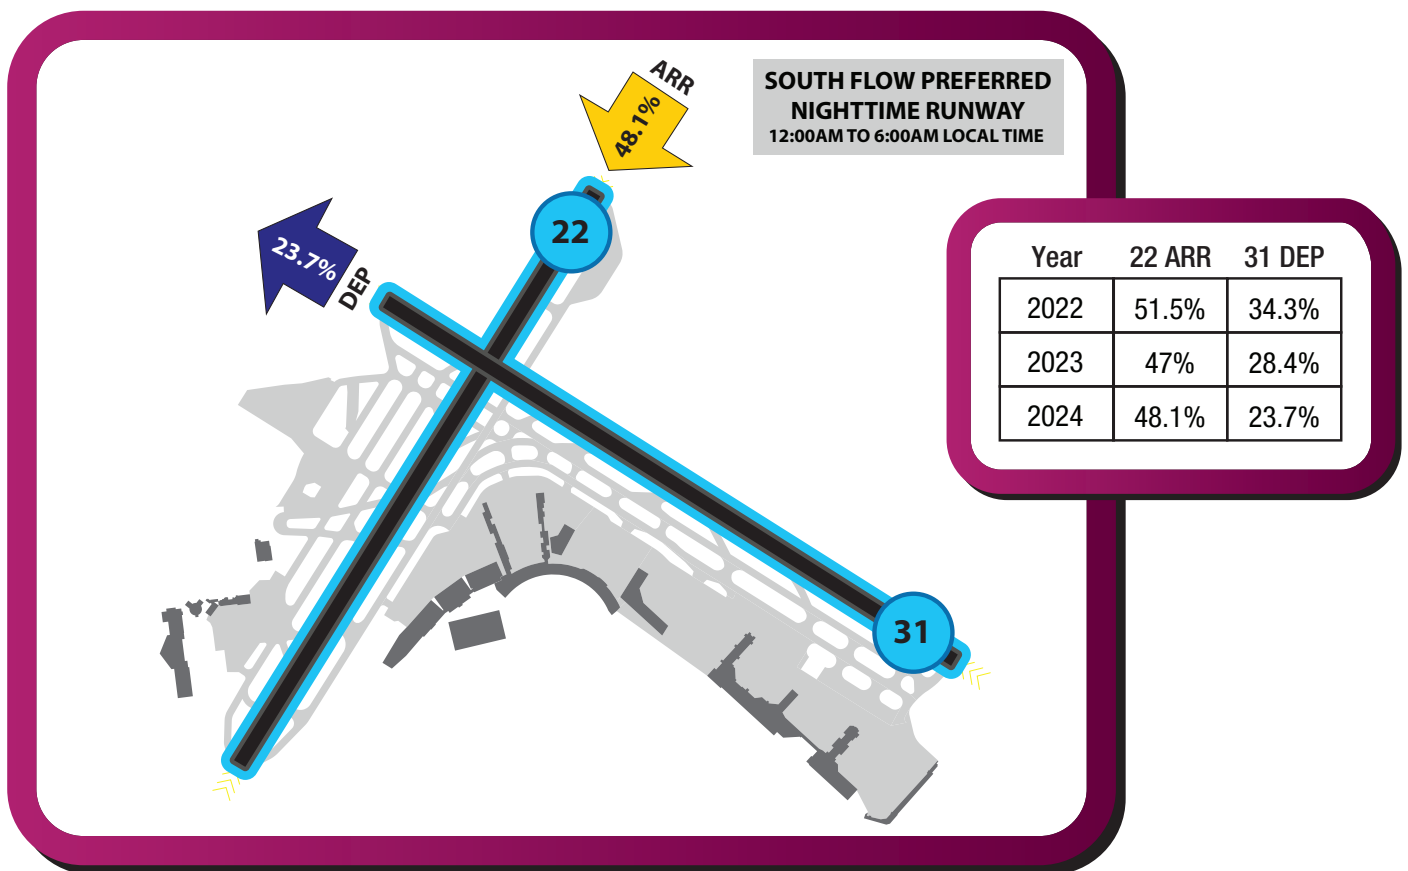 SOUTH FLOW PREFERRED
NIGHTTIME RUNWAY
12:00AM TO 6:00AM LOCAL TIME
ARR
48.1%
22
23.7%
DEP
31
Year 22 ARR 31 DEP
2022 51.5% 34.3%
2023 47% 28.4%
2024 48.1% 23.7%